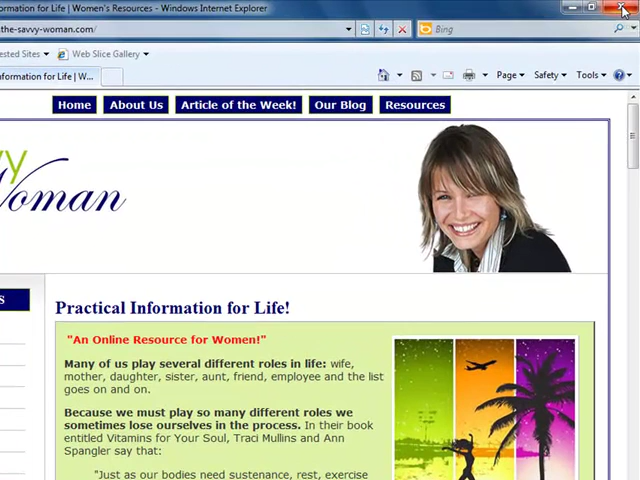 ormation for Life | Women's Resources - Windows Internet Explorer
the-savvy-woman.com/
Bing
ested Sites
Web Slice Gallery
nformation for Life | W...
Page
Safety
Tools
Home
About Us
Article of the Week!
Our Blog
Resources
vy
Woman
S
Practical Information for Life!
"An Online Resource for Women!"
Many of us play several different roles in life: wife,
mother, daughter, sister, aunt, friend, employee and the list
goes on and on.
Because we must play so many different roles we
sometimes lose ourselves in the process. In their book
entitled Vitamins for Your Soul, Traci Mullins and Ann
Spangler say that:
"Just as our bodies need sustenance, rest, exercise